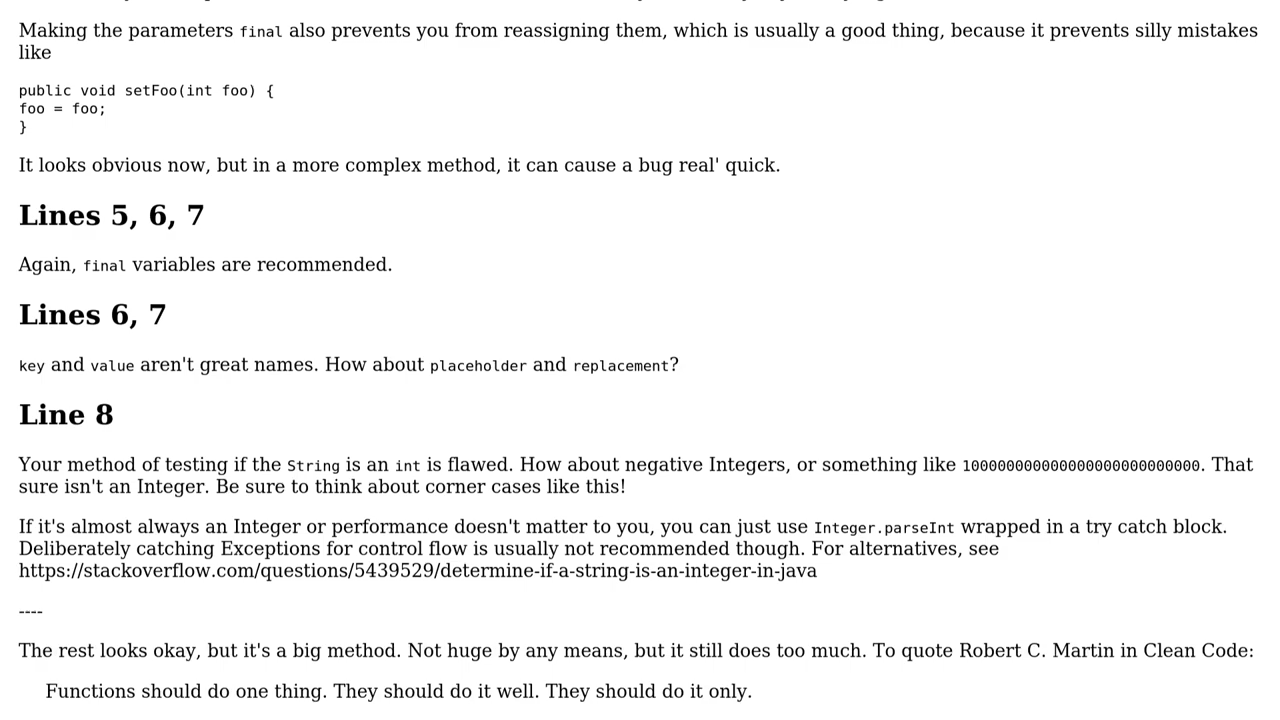 Making the parameters final also prevents you from reassigning them, which is usually a good thing, because it prevents silly mistakes
like
public void setFoo(int foo) {
foo = foo;
}
It looks obvious now, but in a more complex method, it can cause a bug real' quick.
Lines 5, 6, 7
Again, final variables are recommended.
Lines 6, 7
key and value aren't great names. How about placeholder and replacement?
Line 8
Your method of testing if the String is an int is flawed. How about negative Integers, or something like 1000000000000000000000000000. That
sure isn't an Integer. Be sure to think about corner cases like this!
If it's almost always an Integer or performance doesn't matter to you, you can just use Integer.parseInt wrapped in a try catch block.
Deliberately catching Exceptions for control flow is usually not recommended though. For alternatives, see
https://stackoverflow.com/questions/5439529/determine-if-a-string-is-an-integer-in-java
----
The rest looks okay, but it's a big method. Not huge by any means, but it still does too much. To quote Robert C. Martin in Clean Code:
Functions should do one thing. They should do it well. They should do it only.